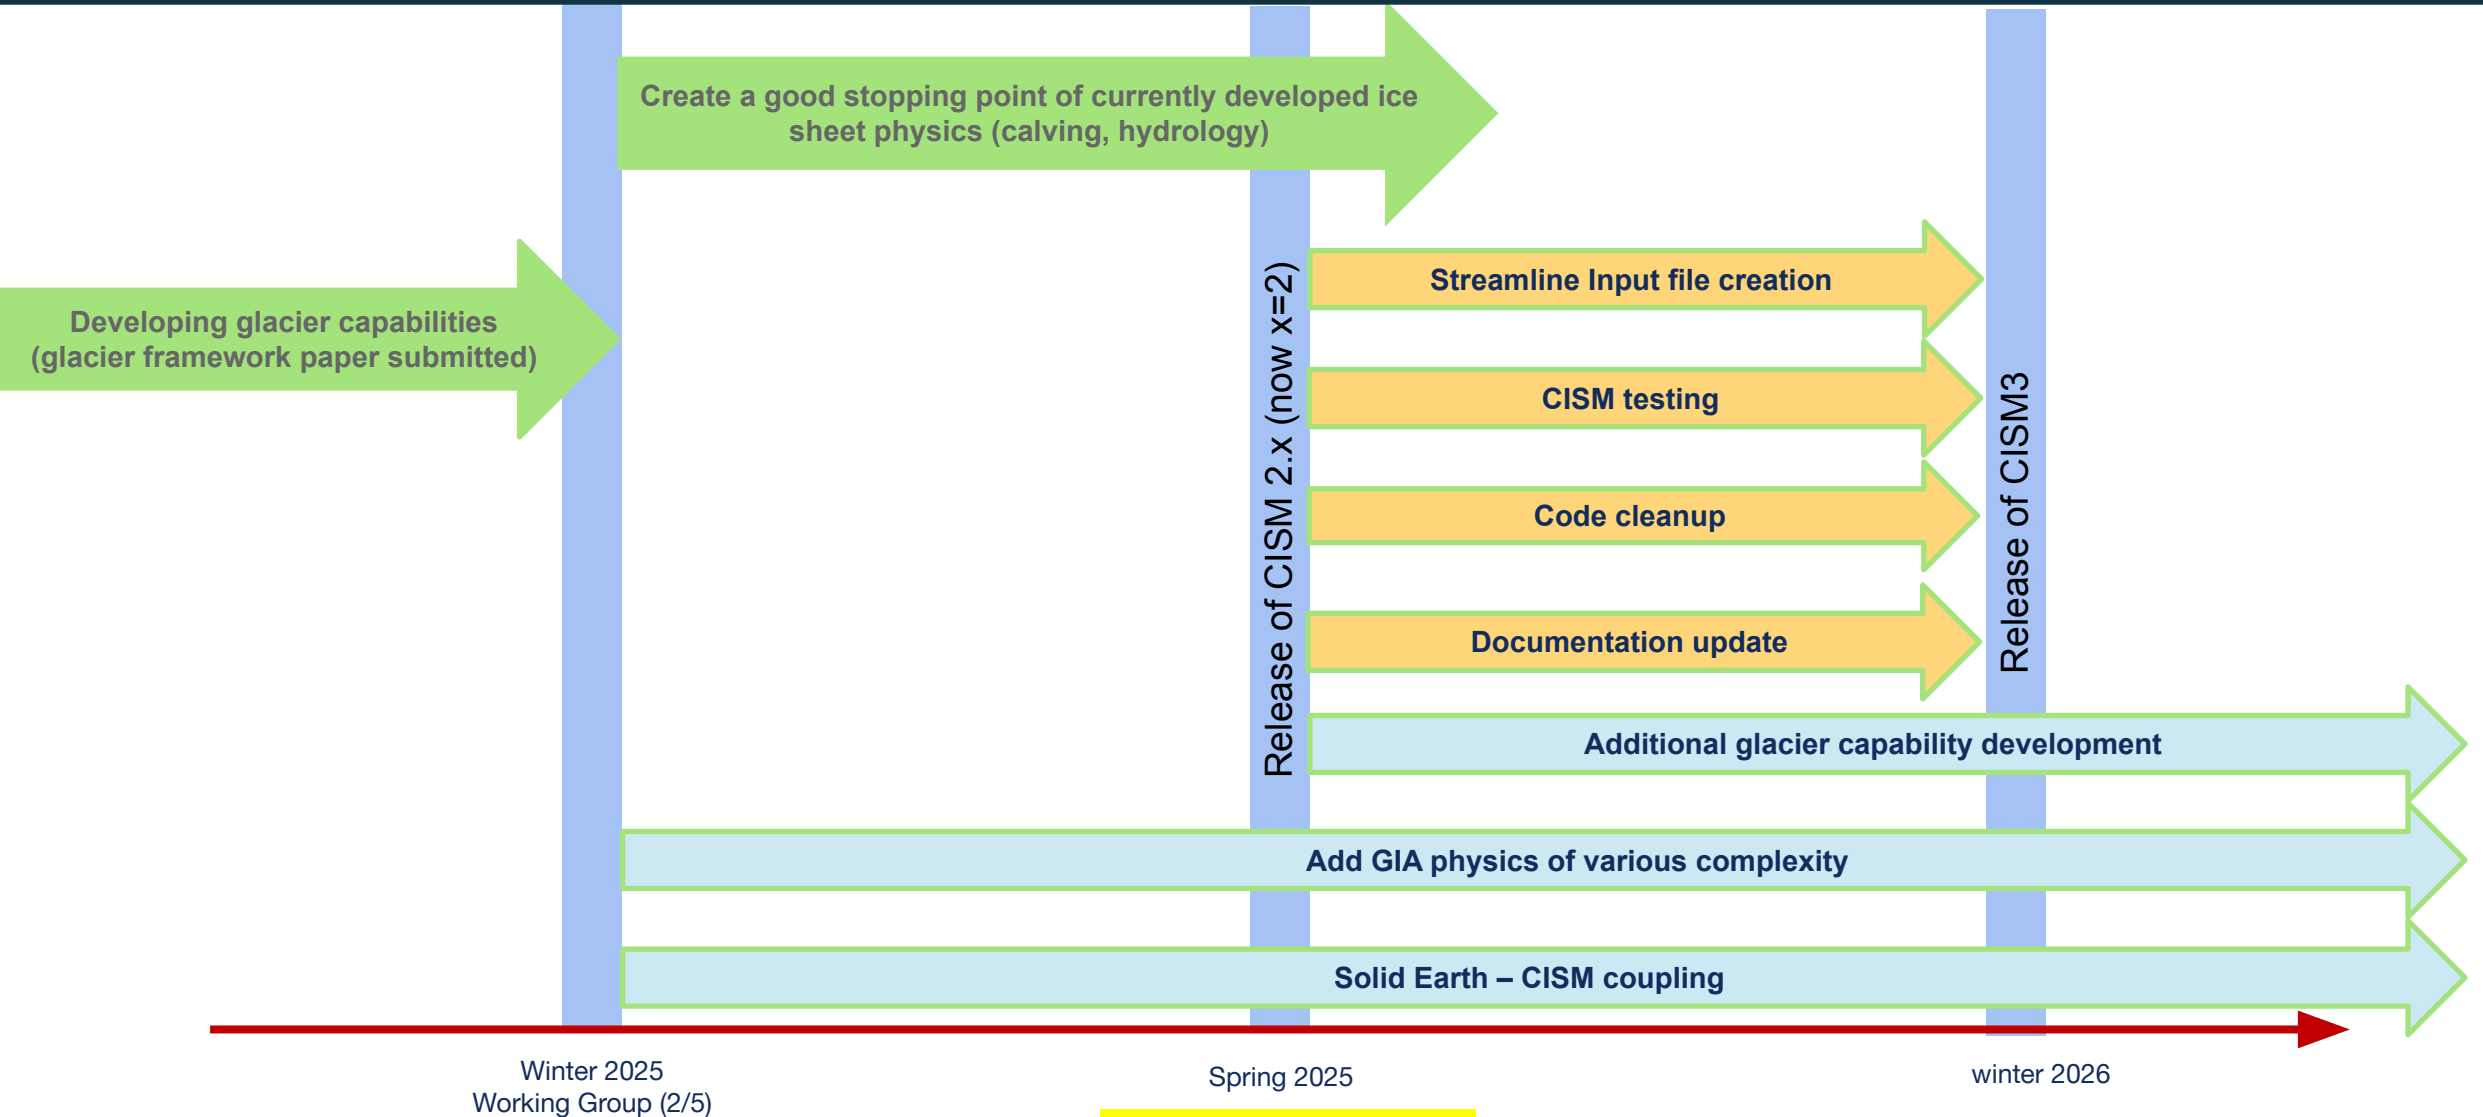 Create a good stopping point of currently developed ice
sheet physics (calving, hydrology)
Developing glacier capabilities
(glacier framework paper submitted)
Release of CISM 2.x (now x=2)
Streamline Input file creation
CISM testing
Code cleanup
Documentation update
Release of CISM3
Additional glacier capability development
Add GIA physics of various complexity
Solid Earth – CISM coupling
Winter 2025
Working Group (2/5)
Spring 2025
winter 2026